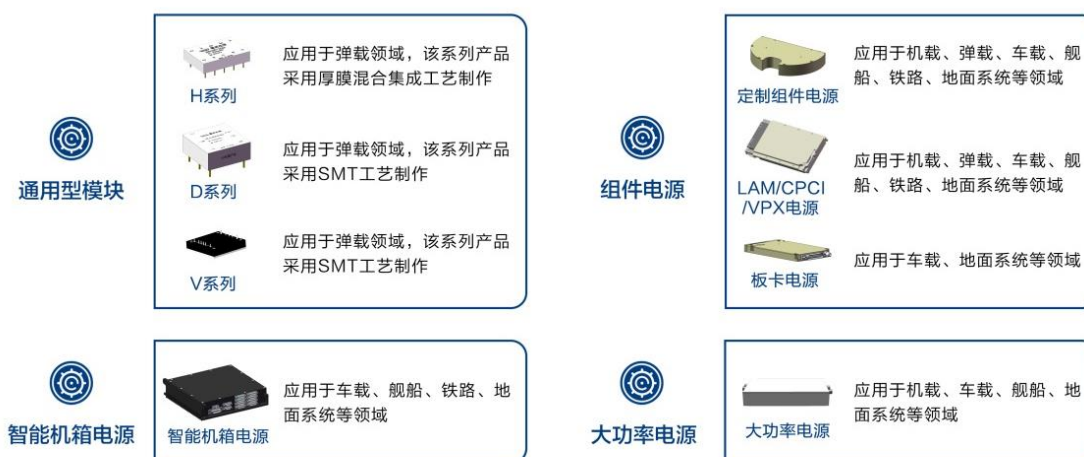 通用型模块
H系列
应用于弹载领域，该系列产品
采用厚膜混合集成工艺制作
D系列
应用于弹载领域，该系列产品
采用SMT工艺制作
V系列
应用于弹载领域，该系列产品
采用SMT工艺制作
组件电源
定制组件电源
应用于机载、弹载、车载、舰
船、铁路、地面系统等领域
LAM/CPCI
/VPX电源
应用于机载、弹载、车载、舰
船、铁路、地面系统等领域
板卡电源
应用于车载、地面系统等领域
智能机箱电源
智能机箱电源
应用于车载、舰船、铁路、地
面系统等领域
大功率电源
大功率电源
应用于机载、车载、舰船、地
面系统等领域